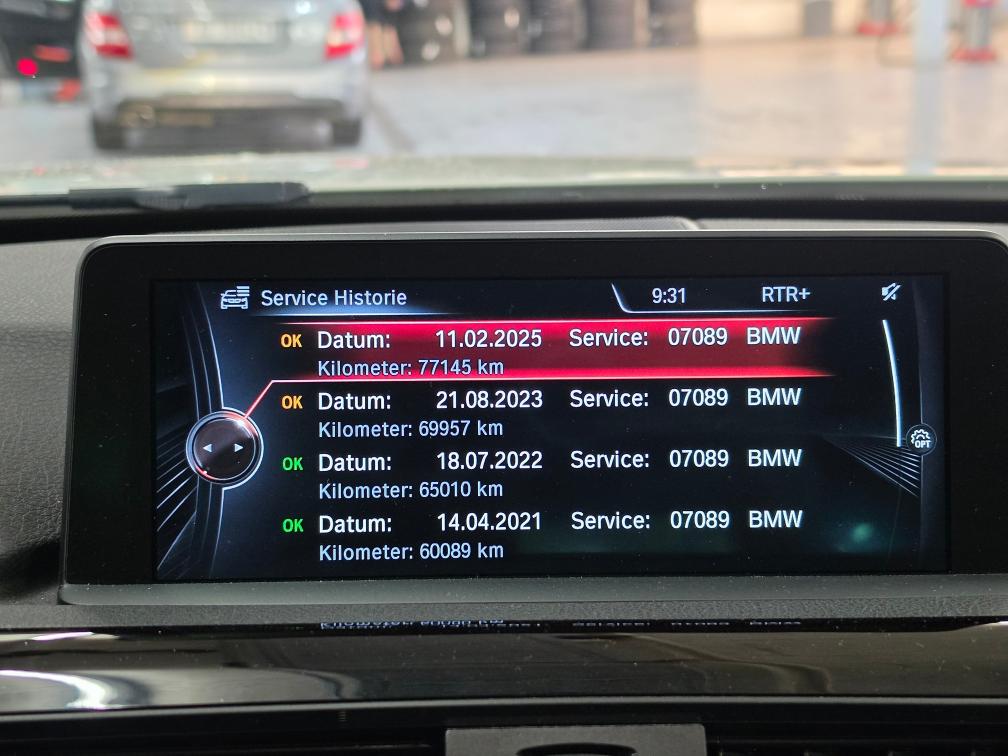 Service Historie 9:31 RTR+
OK Datum: 11.02.2025 Service: 07089 BMW
Kilometer: 77145 km
OK Datum: 21.08.2023 Service: 07089 BMW
Kilometer: 69957 km
OK Datum: 18.07.2022 Service: 07089 BMW
Kilometer: 65010 km
OPT
OK Datum: 14.04.2021 Service: 07089 BMW
Kilometer: 60089 km